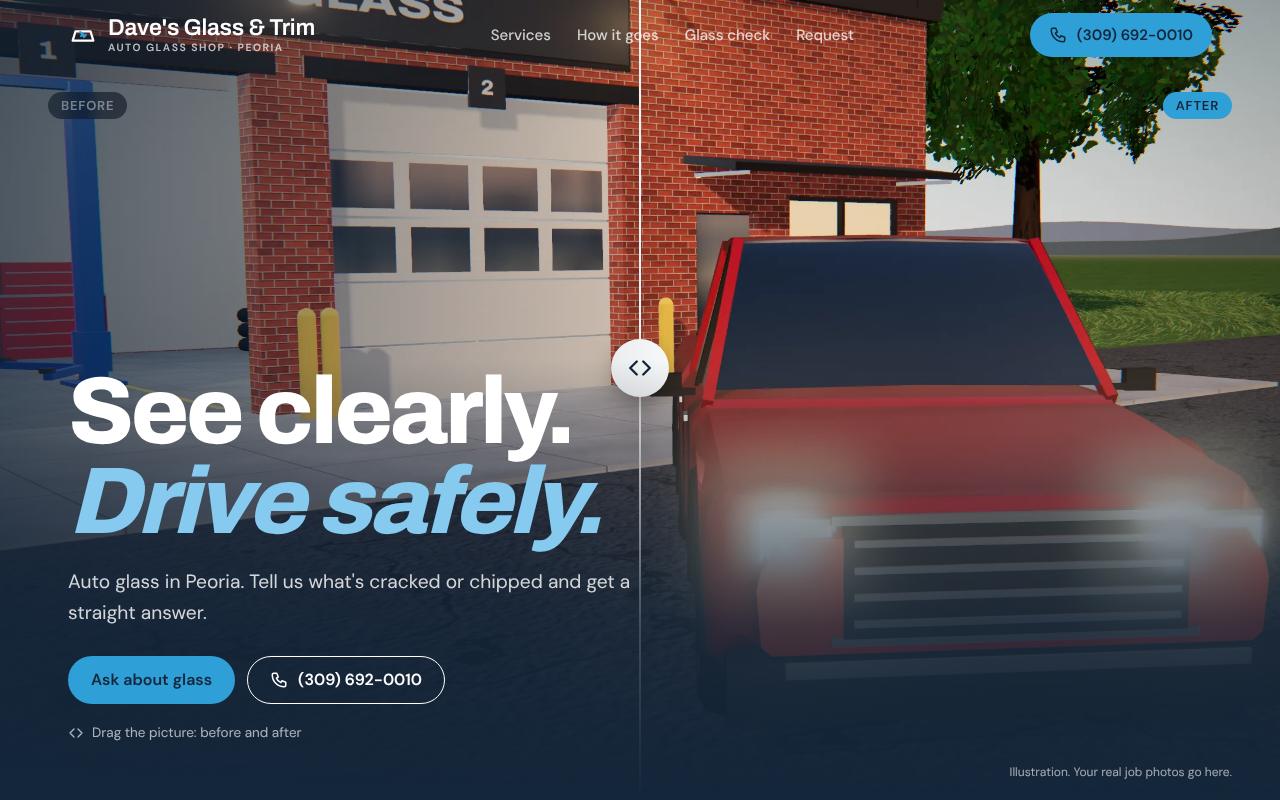 GLASS
Dave's Glass & Trim
AUTO GLASS SHOP · PEORIA
Services
How it goes
Glass check
Request
(309) 692-0010
1
2
BEFORE
AFTER
See clearly.
Drive safely.
Auto glass in Peoria. Tell us what's cracked or chipped and get a
straight answer.
Ask about glass
(309) 692-0010
Drag the picture: before and after
Illustration. Your real job photos go here.